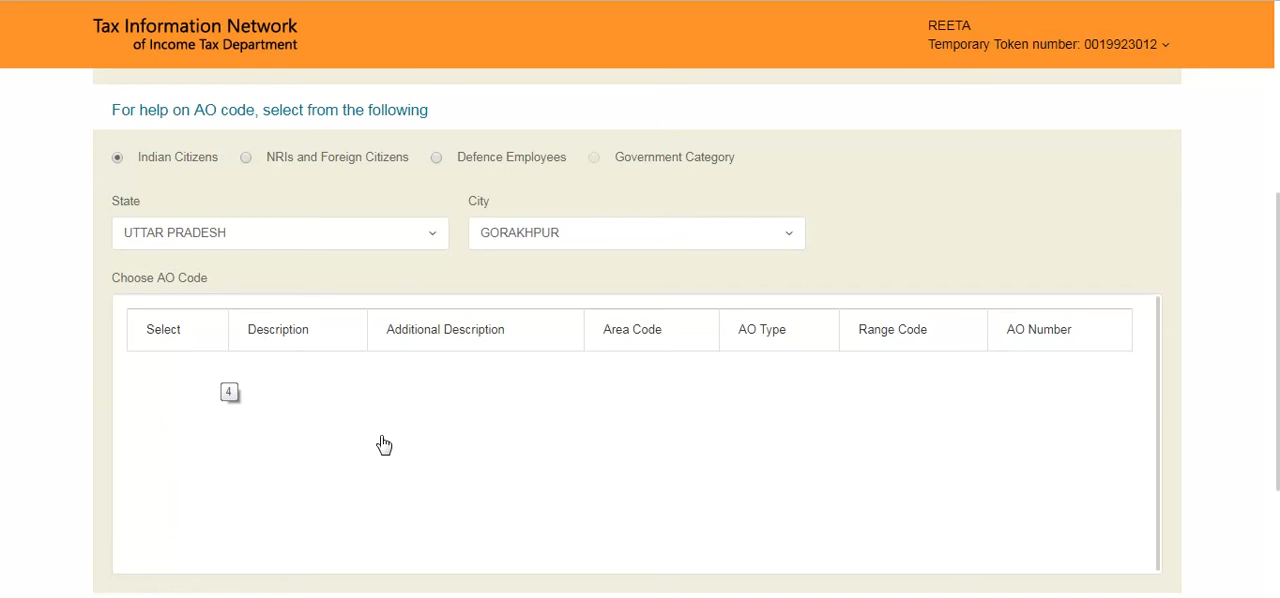 Tax Information Network
of Income Tax Department
REETA
Temporary Token number: 0019923012
For help on AO code, select from the following
Indian Citizens NRIs and Foreign Citizens Defence Employees Government Category
State City
UTTAR PRADESH GORAKHPUR
Choose AO Code
Select Description Additional Description Area Code AO Type Range Code AO Number
4